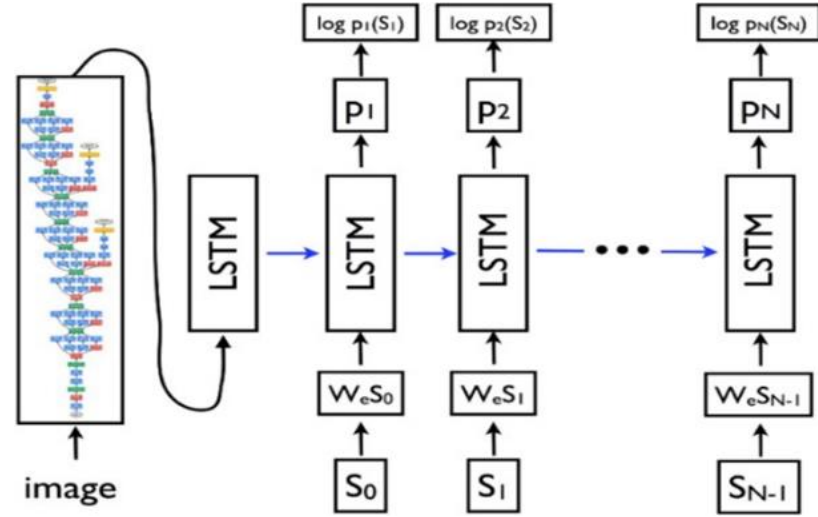 log p₁(S₁) log p₂(S₂) log pN(SN)
p₁ p₂ pN
LSTM LSTM LSTM LSTM
WₑS₀ WₑS₁ WₑSN-1
S₀ S₁ SN-1
image